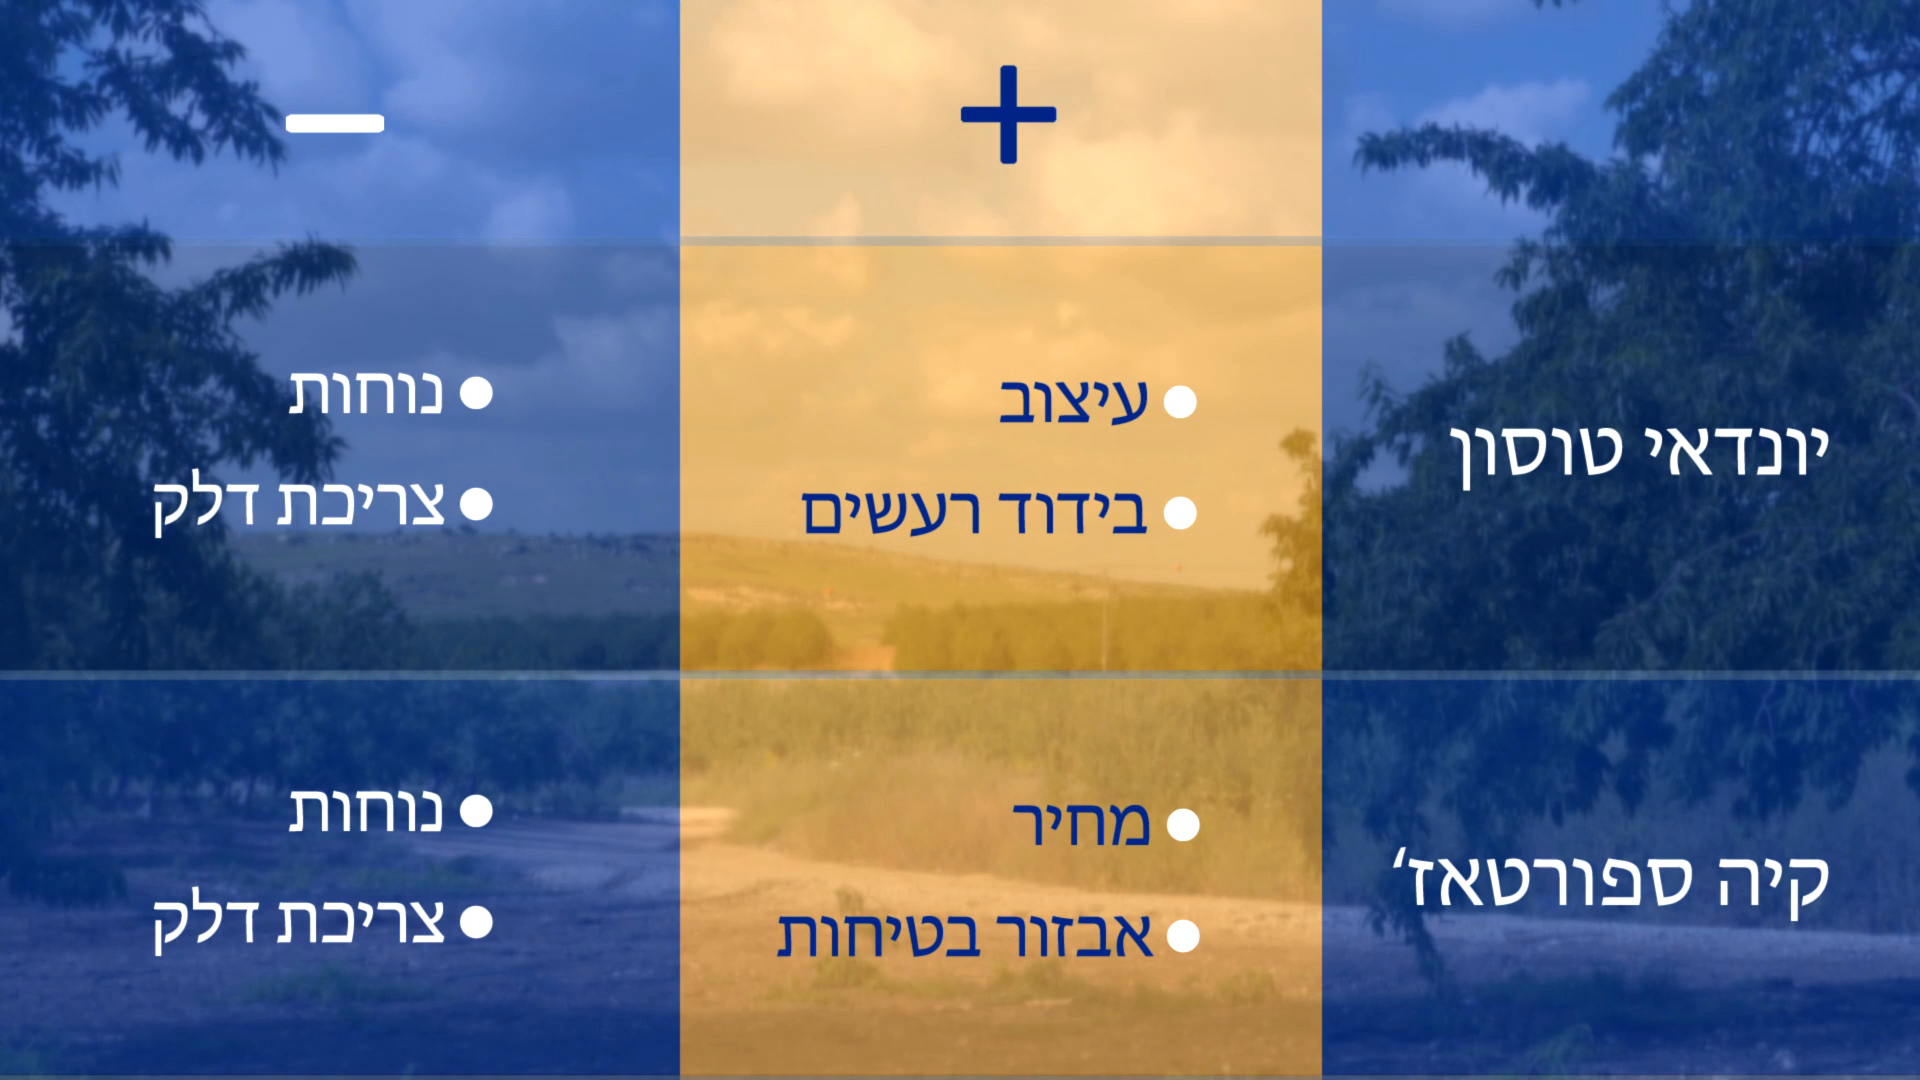 +
−
יונדאי טוסון
• עיצוב
• בידוד רעשים
• נוחות
• צריכת דלק
קיה ספורטאז‘
• מחיר
• אבזור בטיחות
• נוחות
• צריכת דלק